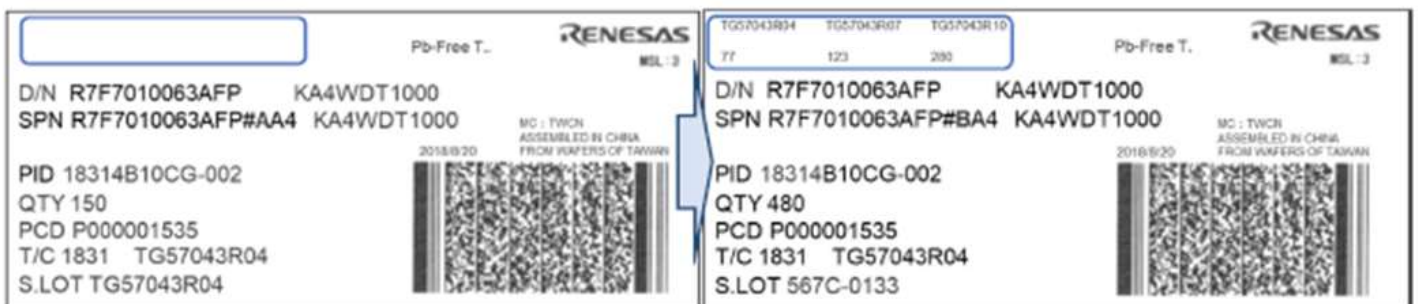 Pb-Free T..
RENESAS
MSL : 3
D/N R7F7010063AFP KA4WDT1000
SPN R7F7010063AFP#AA4 KA4WDT1000
MC : TWCN
ASSEMBLED IN CHINA
2018/8/20 FROM WAFERS OF TAIWAN
PID 18314B10CG-002
QTY 150
PCD P000001535
T/C 1831 TG57043R04
S.LOT TG57043R04
TG57043R04 TG57043R07 TG57043R10
77 123 280
Pb-Free T.
RENESAS
MSL : 3
D/N R7F7010063AFP KA4WDT1000
SPN R7F7010063AFP#BA4 KA4WDT1000
MC : TWCN
ASSEMBLED IN CHINA
2018/8/20 FROM WAFERS OF TAIWAN
PID 18314B10CG-002
QTY 480
PCD P000001535
T/C 1831 TG57043R04
S.LOT 567C-0133